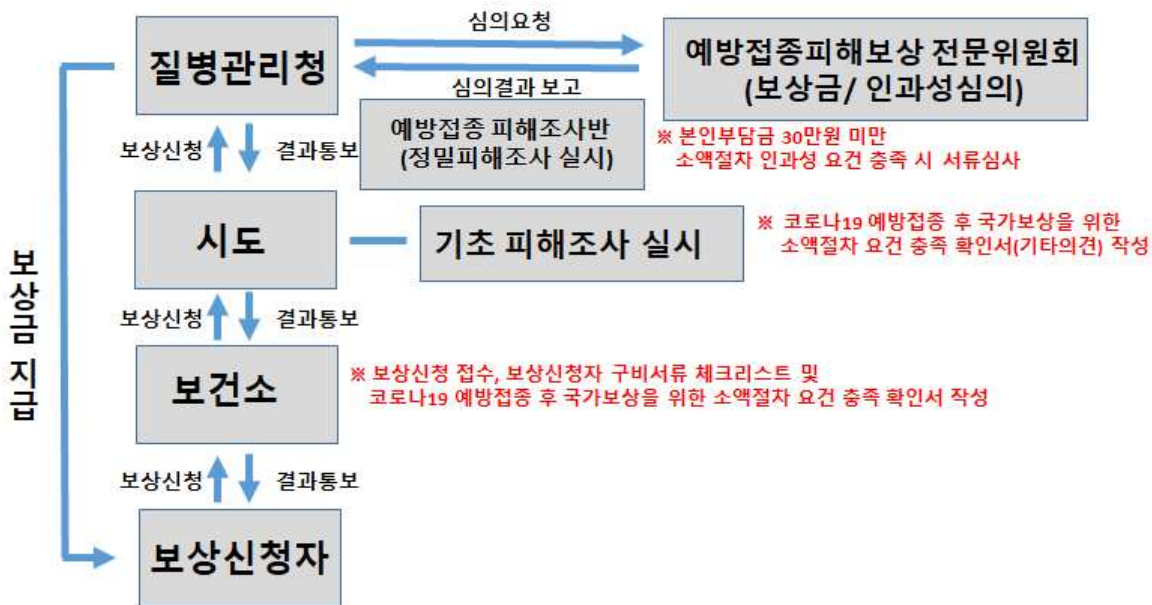 심의요청
질병관리청
예방접종피해보상 전문위원회
(보상금/ 인과성심의)
심의결과 보고
예방접종 피해조사반
(정밀피해조사 실시)
※ 본인부담금 30만원 미만
소액절차 인과성 요건 충족 시 서류심사
보상신청
결과통보
시도
기초 피해조사 실시
※ 코로나19 예방접종 후 국가보상을 위한
소액절차 요건 충족 확인서(기타의견) 작성
보상금 지급
보상신청
결과통보
보건소
※ 보상신청 접수, 보상신청자 구비서류 체크리스트 및
코로나19 예방접종 후 국가보상을 위한 소액절차 요건 충족 확인서 작성
보상신청
결과통보
보상신청자